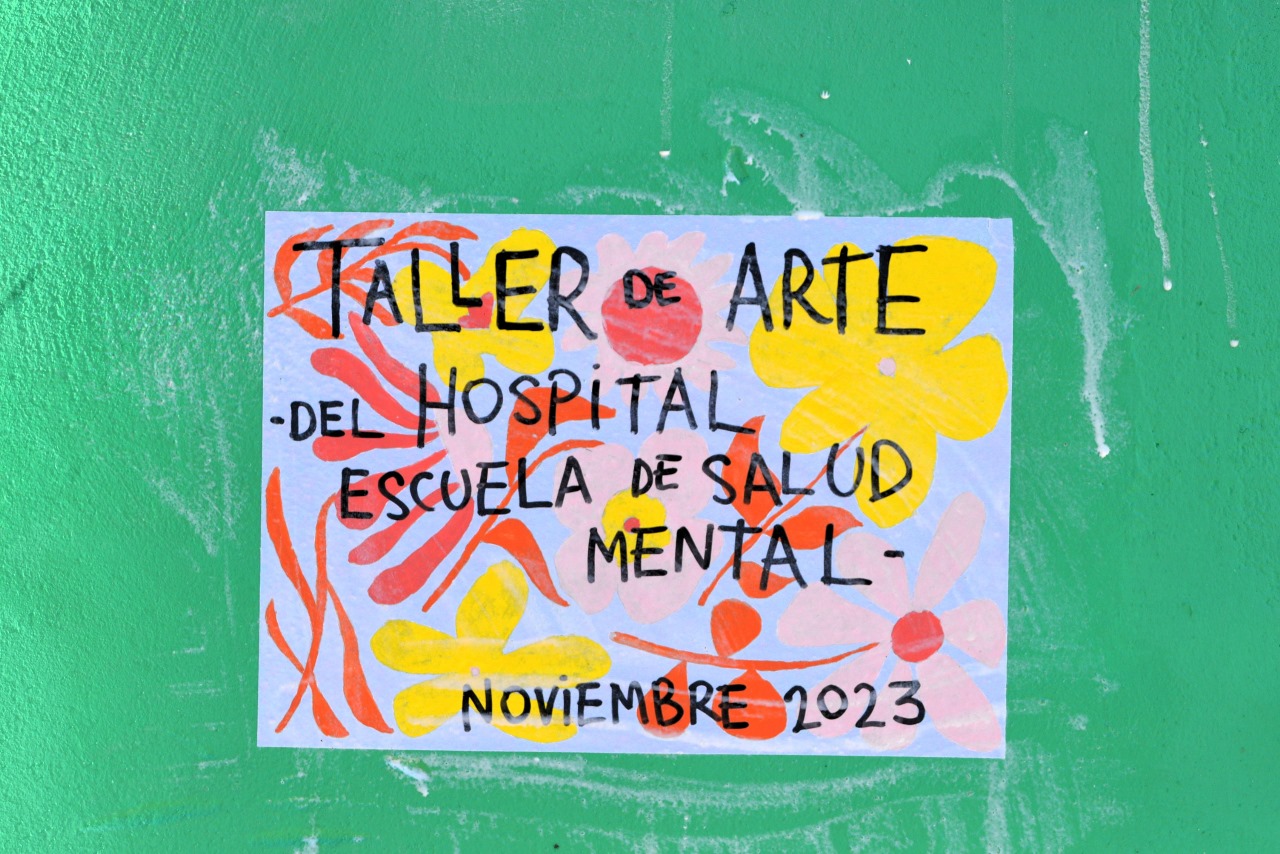 TALLER DE ARTE
-DEL HOSPiTAL
ESCUELA DE SALUD
MENTAL-
NOViEMBRE 2023